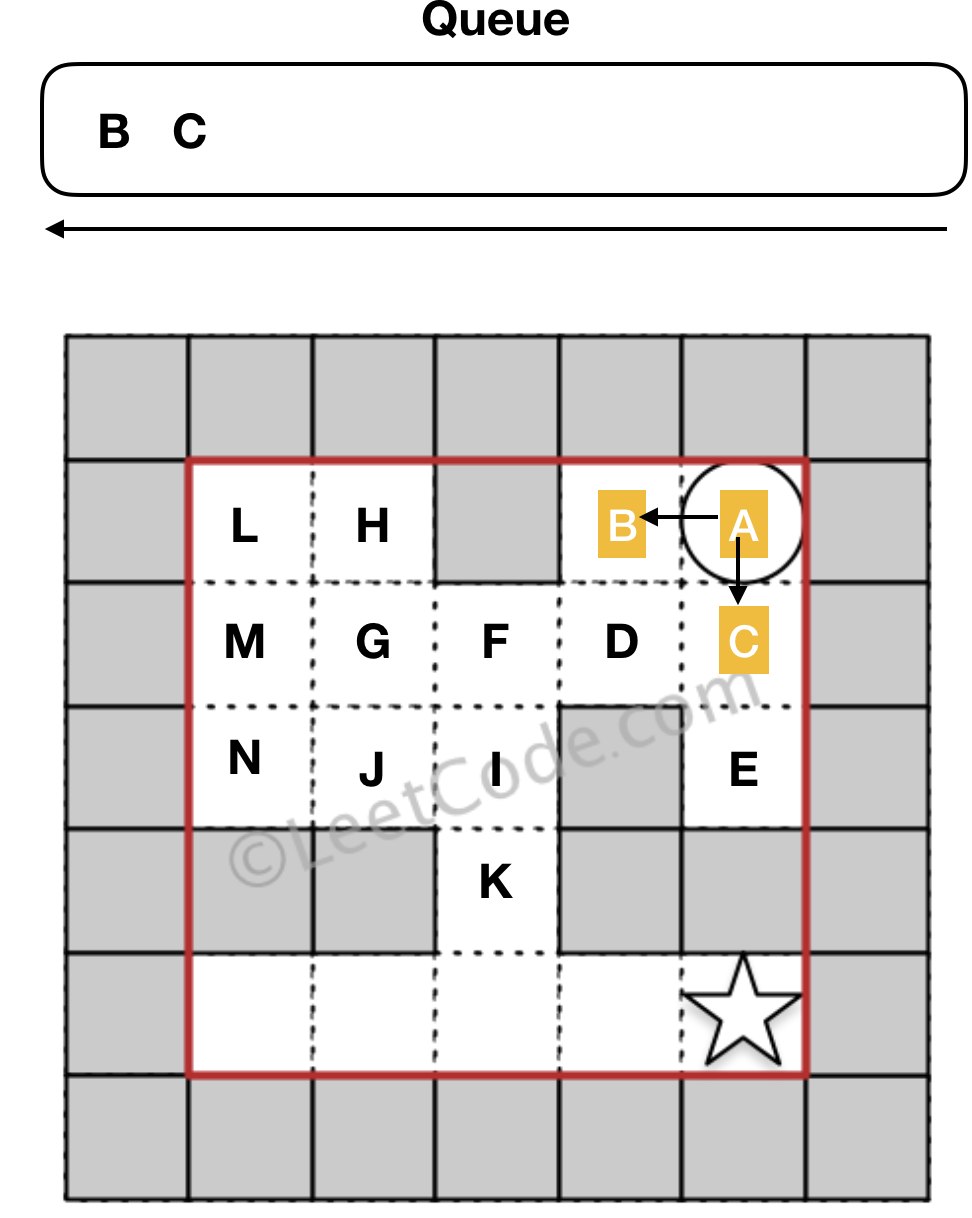 Queue
B C
L H B A
M G F D C
N J I E
K
©LeetCode.com